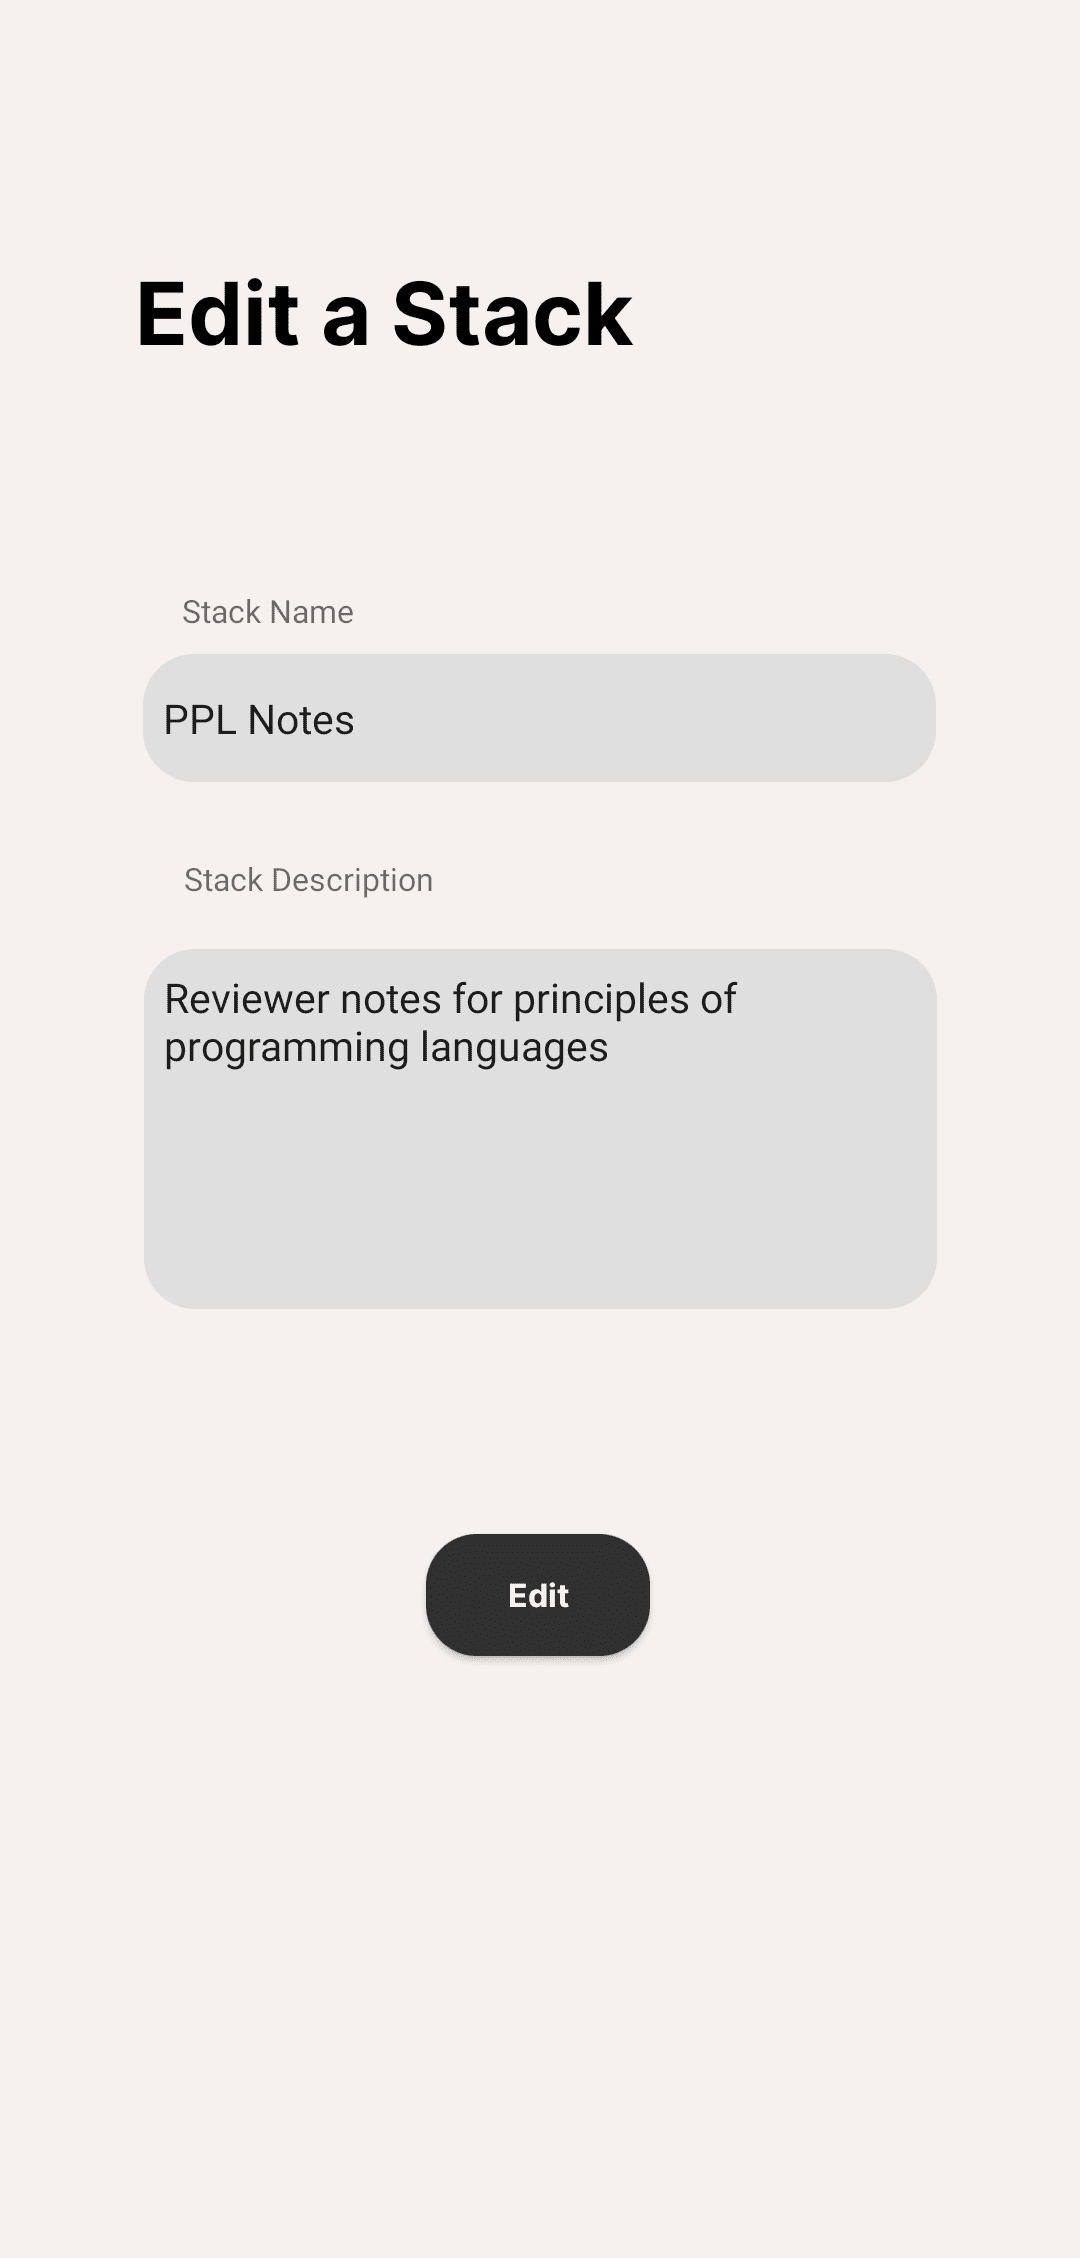 Edit a Stack
Stack Name
PPL Notes
Stack Description
Reviewer notes for principles of
programming languages
Edit